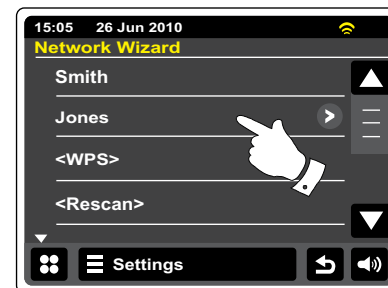 15:05 26 Jun 2010
Network Wizard
Smith
Jones
<WPS>
<Rescan>
Settings